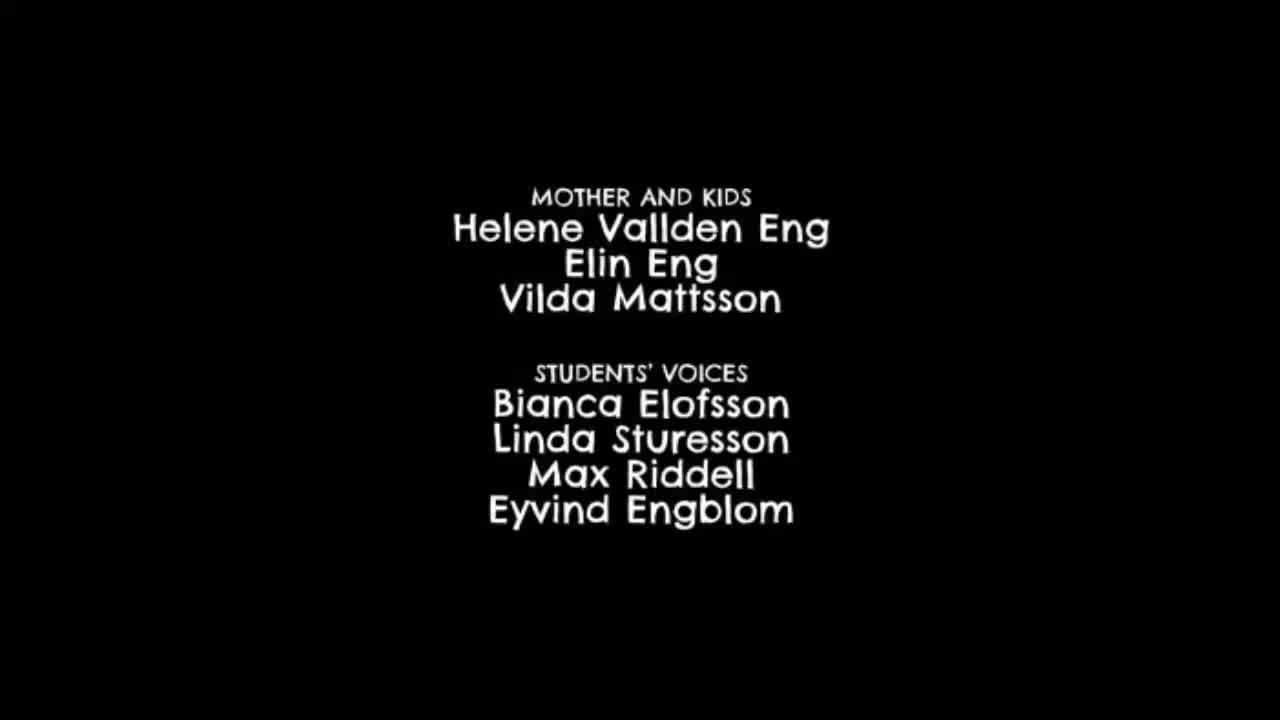 MOTHER AND KIDS
Helene Vallden Eng
Elin Eng
Vilda Mattsson
STUDENTS' VOICES
Bianca Elofsson
Linda Sturesson
Max Riddell
Eyvind Engblom